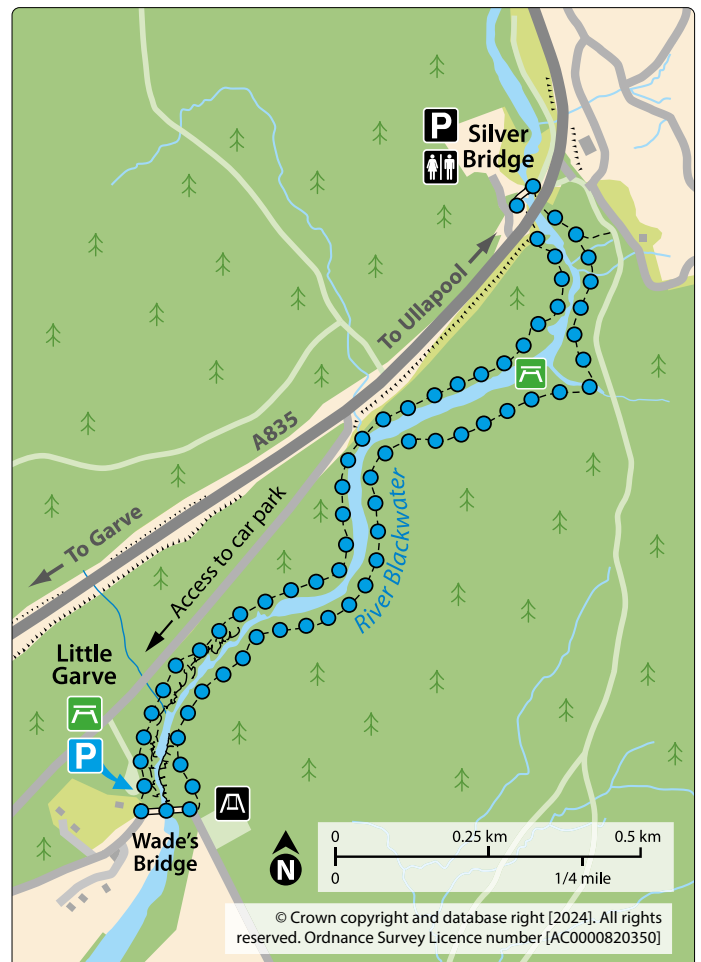 P
Silver
Bridge
To Ullapool
A835
To Garve
Access to car park
River Blackwater
Little
Garve
P
Wade's
Bridge
N
0 0.25 km 0.5 km
0 1/4 mile
© Crown copyright and database right [2024]. All rights
reserved. Ordnance Survey Licence number [AC0000820350]